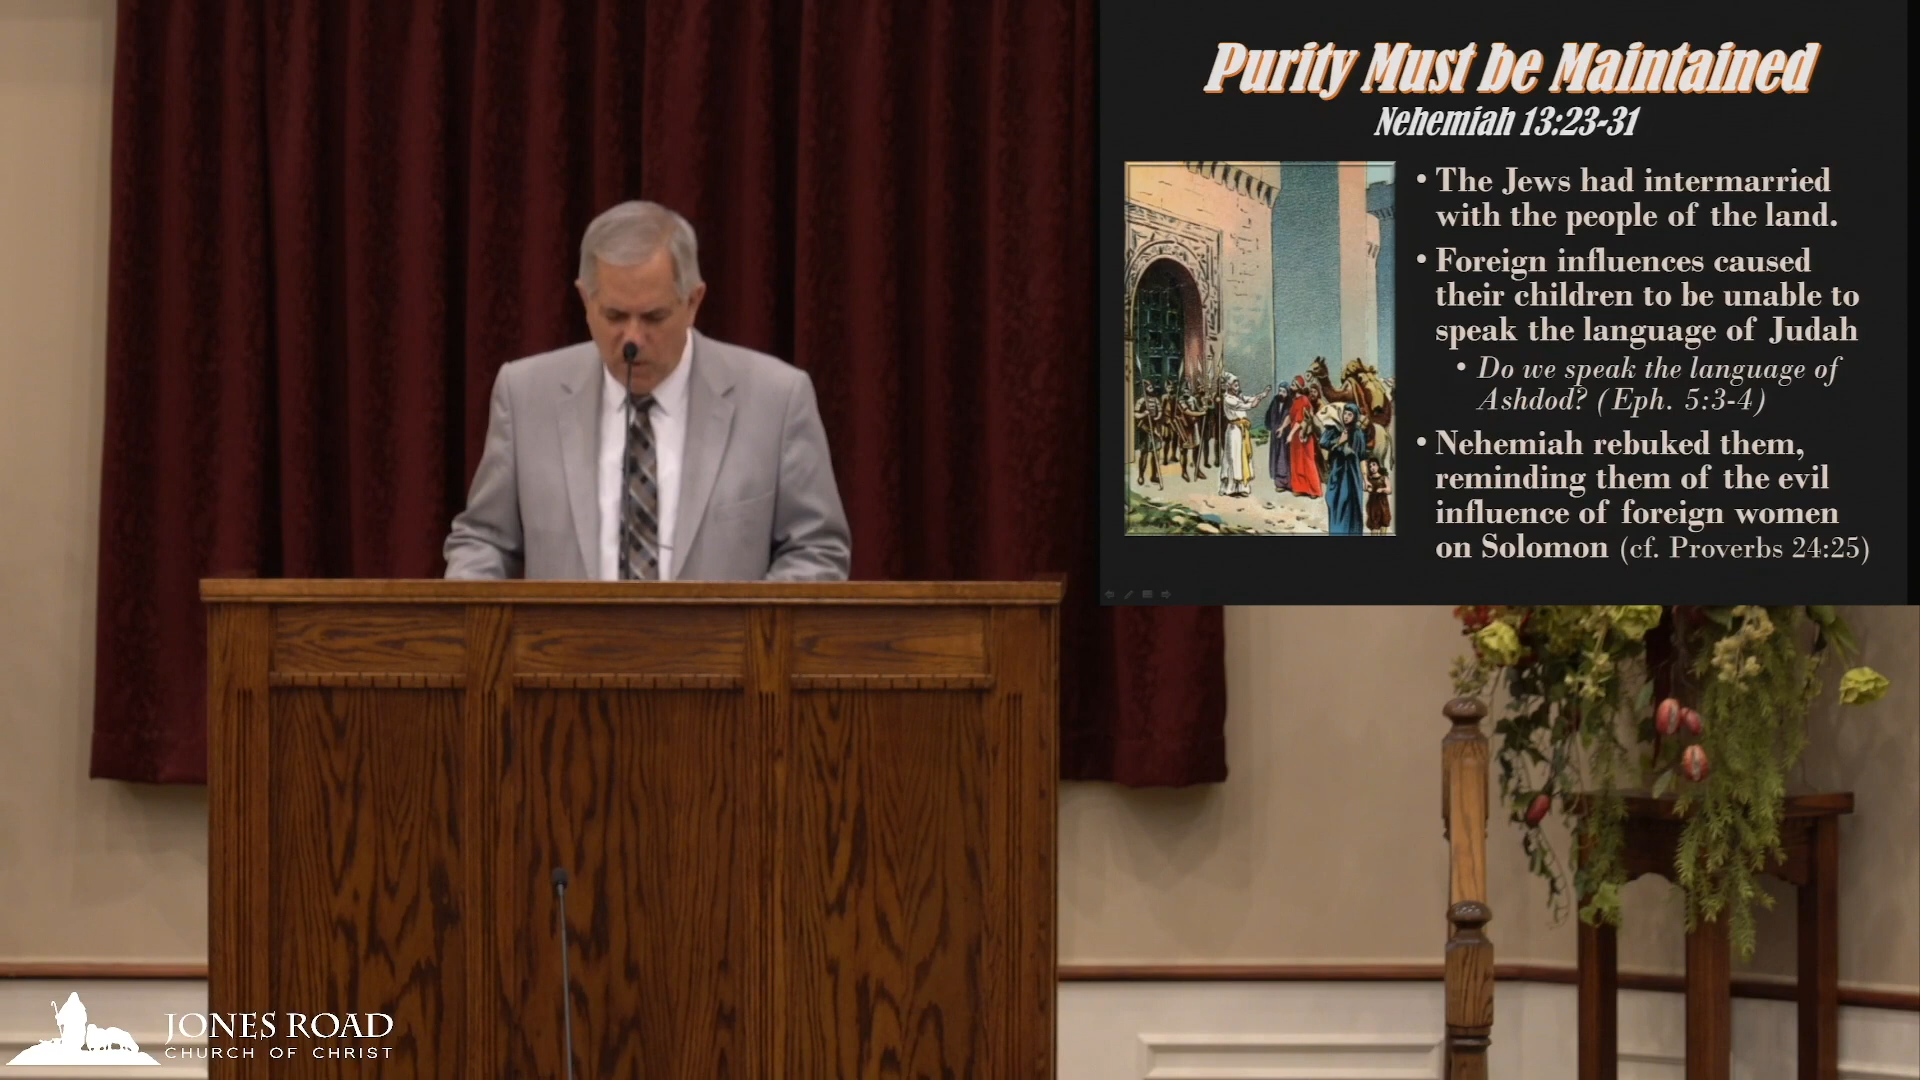 Purity Must be Maintained
Nehemiah 13:23-31
• The Jews had intermarried
with the people of the land.
• Foreign influences caused
their children to be unable to
speak the language of Judah
• Do we speak the language of
Ashdod? (Eph. 5:3-4)
• Nehemiah rebuked them,
reminding them of the evil
influence of foreign women
on Solomon (cf. Proverbs 24:25)
JONES ROAD
CHURCH OF CHRIST